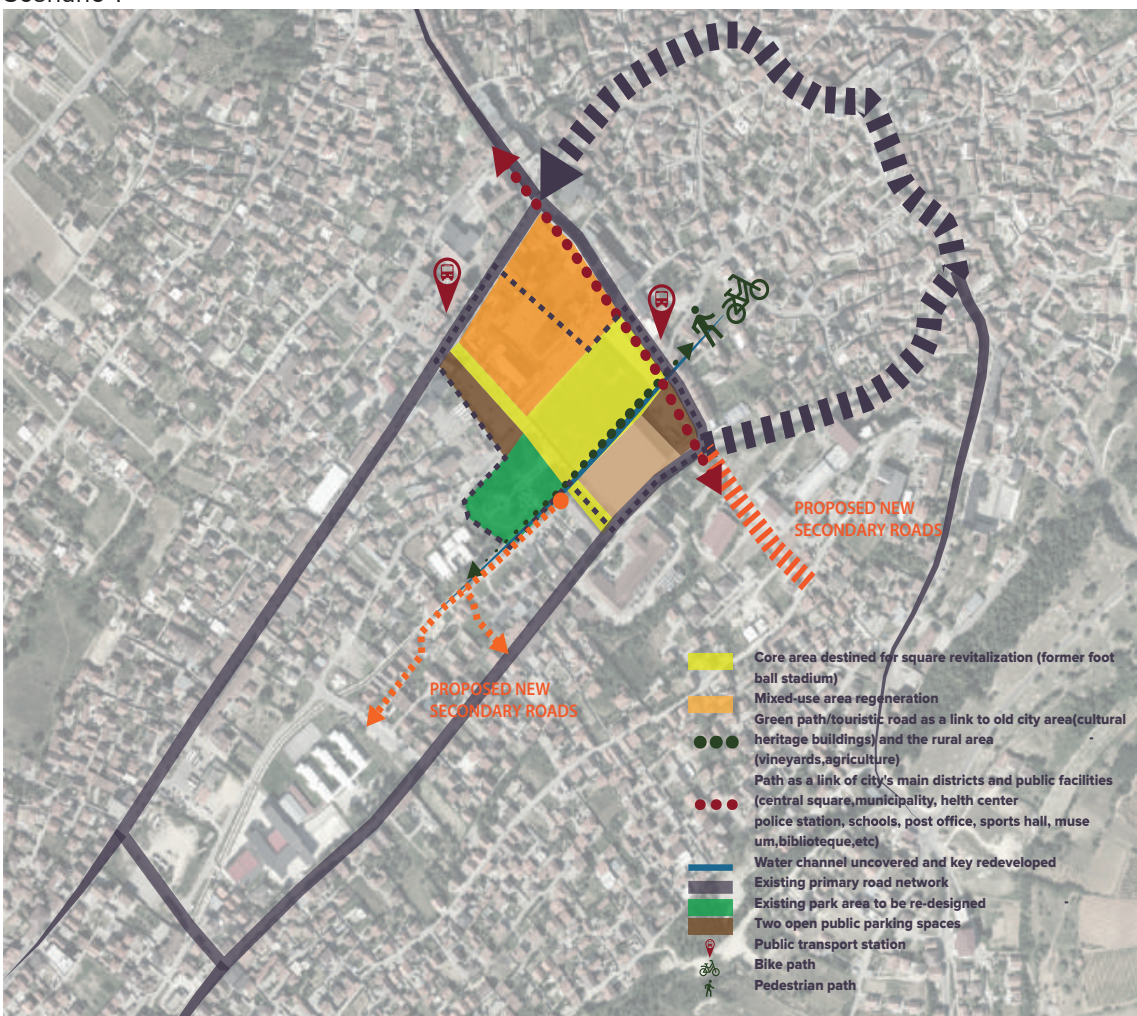 PROPOSED NEW
SECONDARY ROADS
PROPOSED NEW
SECONDARY ROADS
Core area destined for square revitalization (former foot
ball stadium)
Mixed-use area regeneration
Green path/touristic road as a link to old city area(cultural
heritage buildings) and the rural area -
(vineyards,agriculture)
Path as a link of city's main districts and public facilities
(central square,municipality, helth center
police station, schools, post office, sports hall, muse
um,biblioteque,etc)
Water channel uncovered and key redeveloped
Existing primary road network
Existing park area to be re-designed -
Two open public parking spaces
Public transport station
Bike path
Pedestrian path